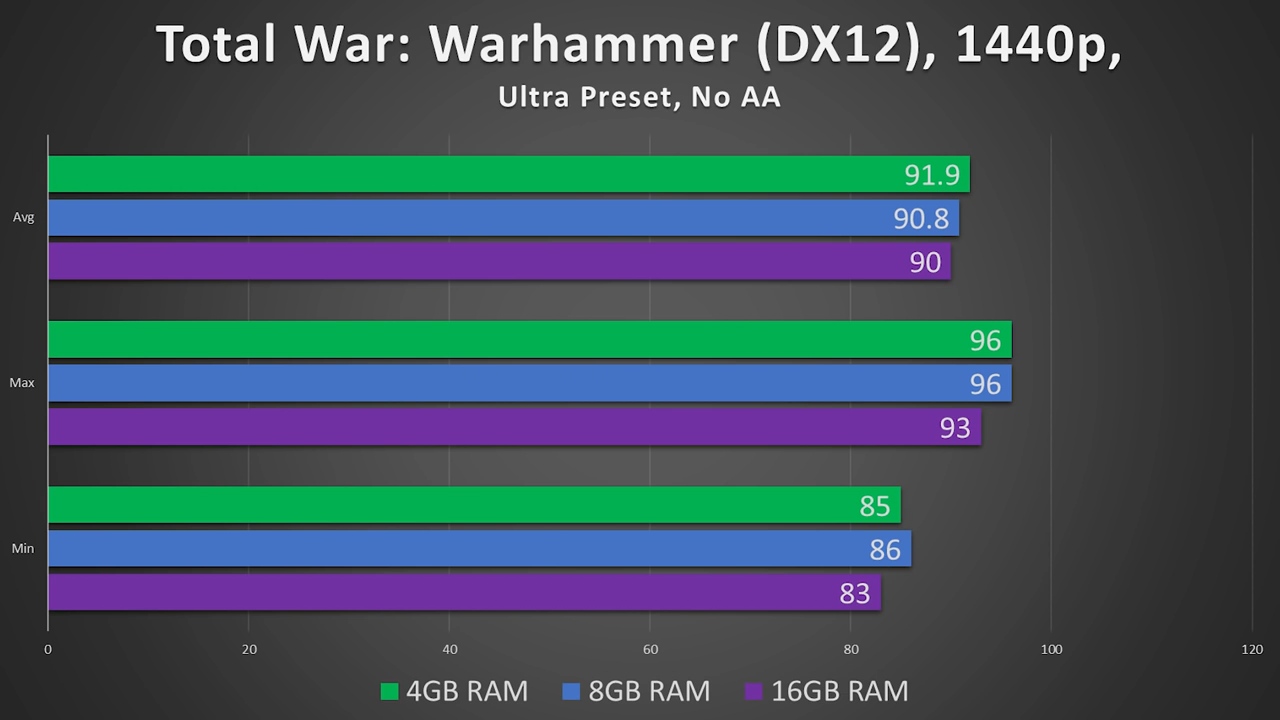 Total War: Warhammer (DX12), 1440p,
Ultra Preset, No AA
91.9
Avg
90.8
90
96
Max
96
93
85
Min
86
83
0 20 40 60 80 100 120
4GB RAM 8GB RAM 16GB RAM